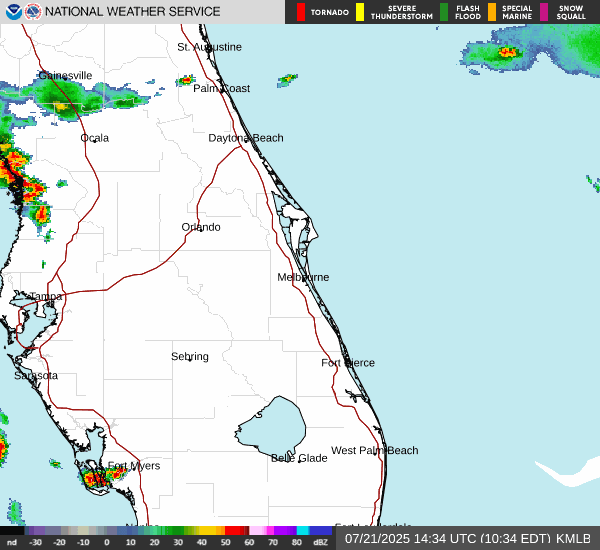 NATIONAL WEATHER SERVICE
TORNADO
SEVERE THUNDERSTORM
FLASH FLOOD
SPECIAL MARINE
SNOW SQUALL
St. Augustine
Gainesville
Palm Coast
Ocala
Daytona Beach
Orlando
Melbourne
Tampa
Sebring
Fort Pierce
Sarasota
West Palm Beach
Belle Glade
Fort Myers
nd -30 -20 -10 0 10 20 30 40 50 60 70 80 dBZ
07/21/2025 14:34 UTC (10:34 EDT) KMLB